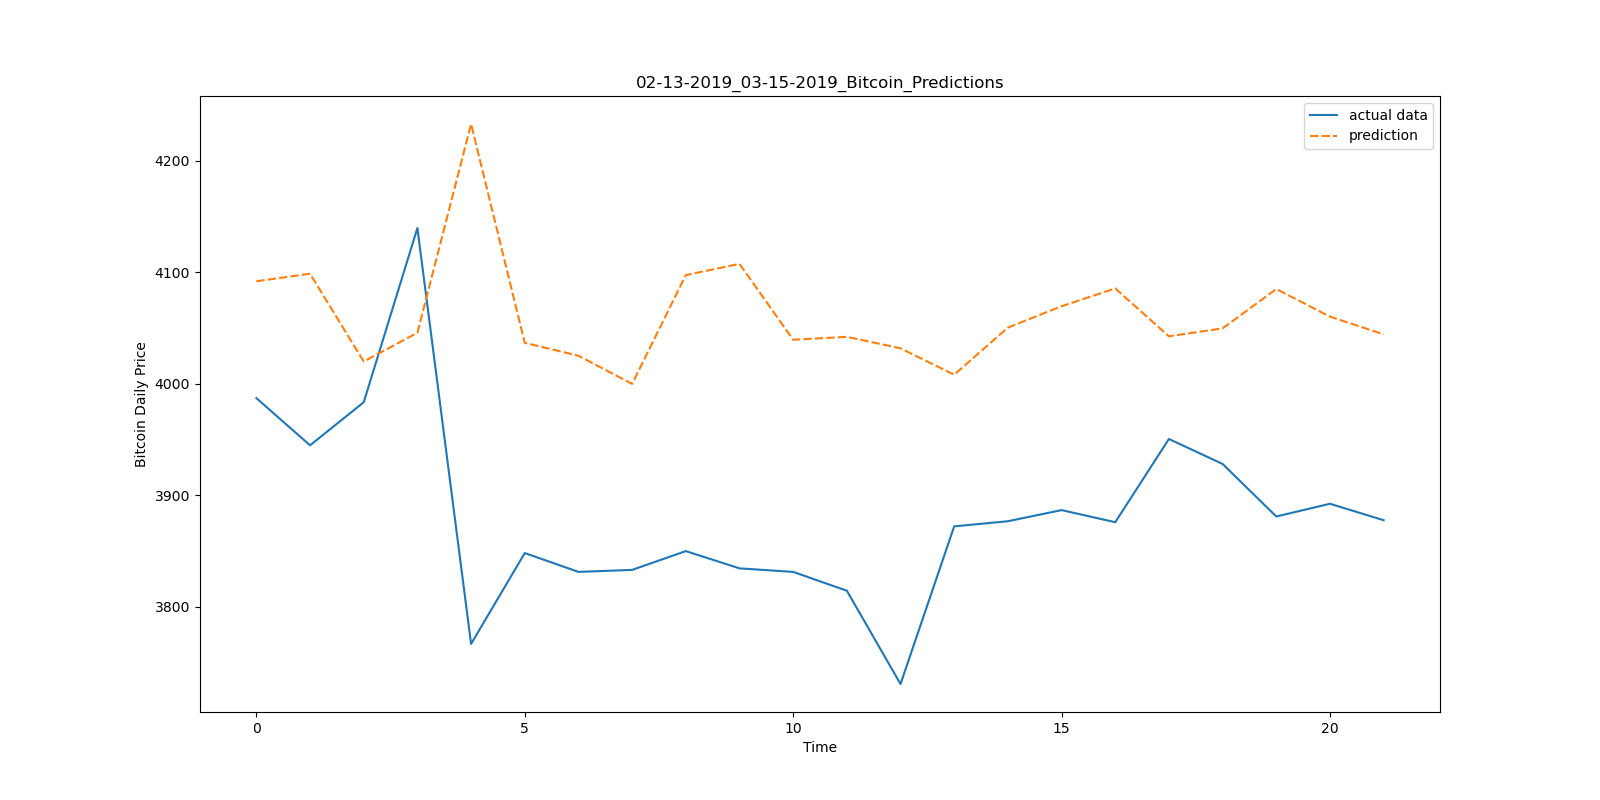 02-13-2019_03-15-2019_Bitcoin_Predictions
actual data
prediction
Bitcoin Daily Price
4200
4100
4000
3900
3800
0 5 10 15 20
Time